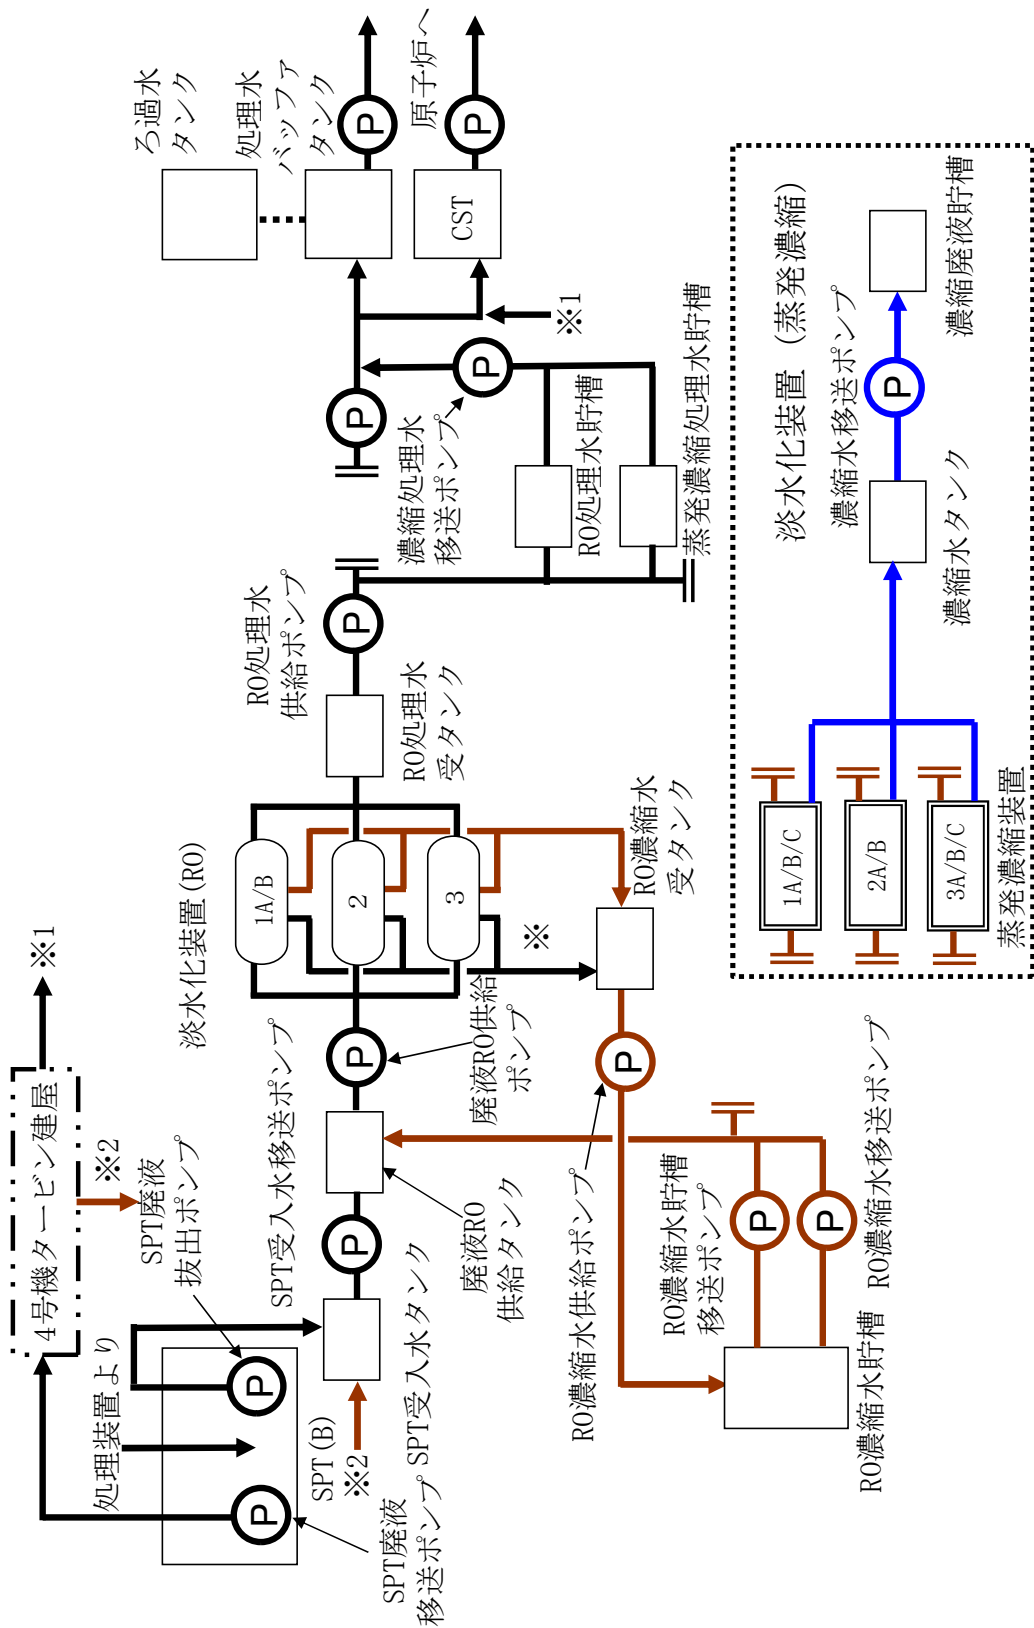 4号機タービン建屋
※1
※2
処理装置より
SPT廃液
抜出ポンプ
P
P
SPT(B)
※2
SPT廃液
移送ポンプ
SPT受入水タンク
SPT受入水移送ポンプ
P
廃液RO
供給タンク
P
廃液RO供給
ポンプ
淡水化装置(RO)
1A/B
2
3
※
RO処理水
受タンク
RO処理水
供給ポンプ
P
RO濃縮水
受タンク
P
RO濃縮水供給ポンプ
RO濃縮水貯槽
移送ポンプ
P
P
RO濃縮水移送ポンプ
RO濃縮水貯槽
RO処理水貯槽
蒸発濃縮処理水貯槽
濃縮処理水
移送ポンプ
P
P
※1
ろ過水
タンク
処理水
バッファ
タンク
P
CST
P
原子炉へ
淡水化装置(蒸発濃縮)
1A/B/C
2A/B
3A/B/C
蒸発濃縮装置
濃縮水タンク
濃縮水移送ポンプ
P
濃縮廃液貯槽